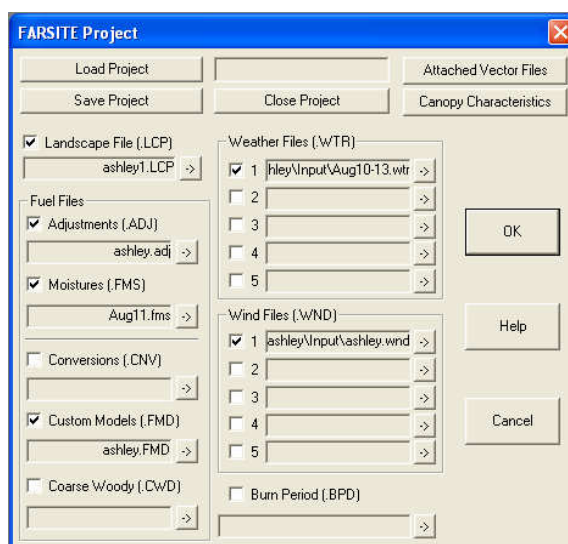 FARSITE Project
Load Project
Attached Vector Files
Save Project
Close Project
Canopy Characteristics
Landscape File (.LCP)
ashley1.LCP ->
Fuel Files
Adjustments (.ADJ)
ashley.adj ->
Moistures (.FMS)
Aug11.fms ->
Conversions (.CNV)
->
Custom Models (.FMD)
ashley.FMD ->
Coarse Woody (.CWD)
->
Weather Files (.WTR)
1 hley\Input\Aug10-13.wtr ->
2 ->
3 ->
4 ->
5 ->
Wind Files (.WND)
1 ashley\Input\ashley.wnd ->
2 ->
3 ->
4 ->
5 ->
Burn Period (.BPD)
->
OK
Help
Cancel